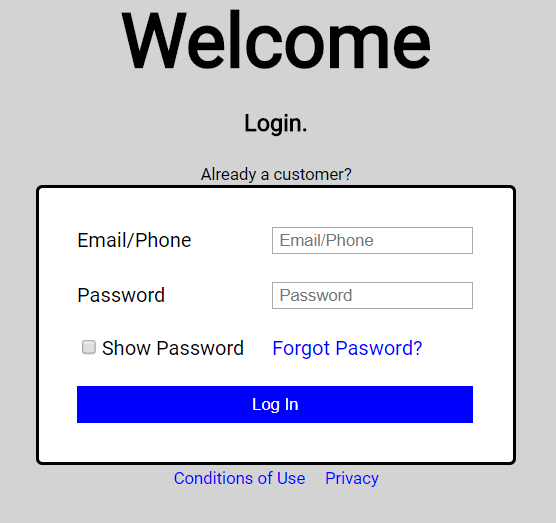 Welcome
Login.
Already a customer?
Email/Phone Email/Phone
Password Password
Show Password Forgot Pasword?
Log In
Conditions of Use Privacy